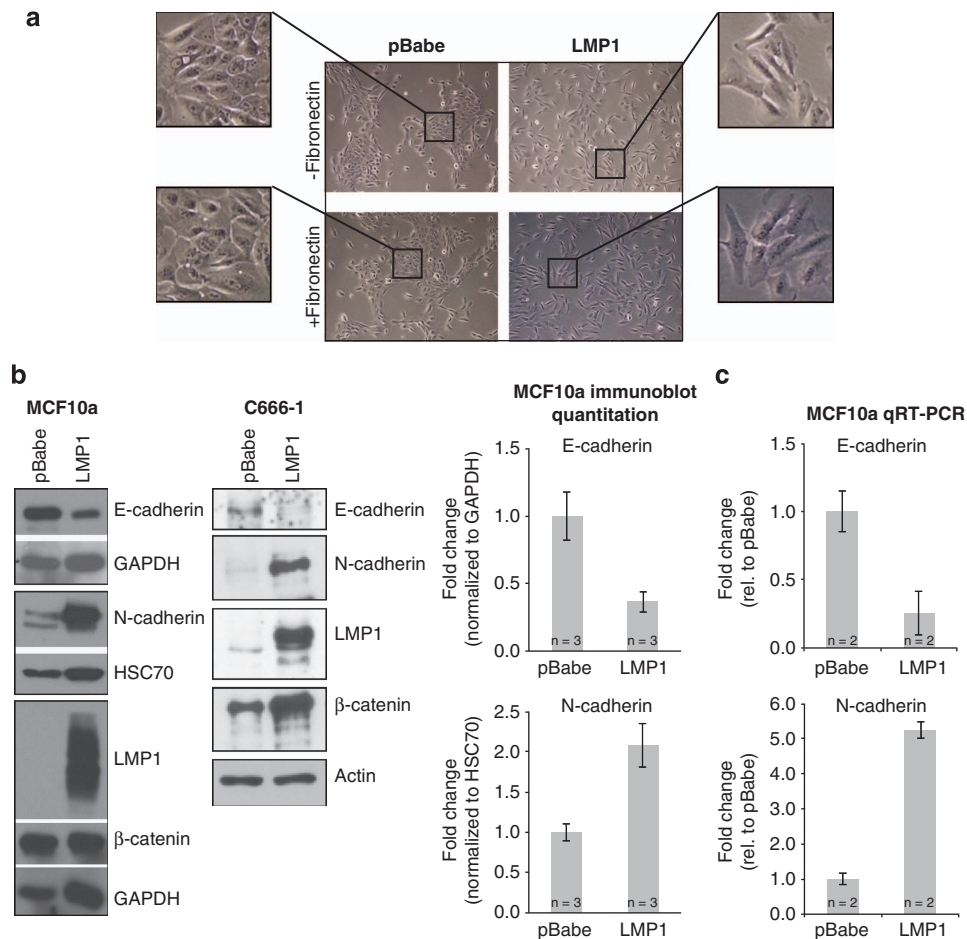 a
pBabe
LMP1
-Fibronectin
+Fibronectin
b
MCF10a
pBabe
LMP1
E-cadherin
GAPDH
N-cadherin
HSC70
LMP1
β-catenin
GAPDH
C666-1
pBabe
LMP1
E-cadherin
N-cadherin
LMP1
β-catenin
Actin
MCF10a immunoblot
quantitation
E-cadherin
Fold change
(normalized to GAPDH)
1.5
1.0
0.5
0.0
n = 3
n = 3
pBabe
LMP1
N-cadherin
Fold change
(normalized to HSC70)
2.5
2.0
1.5
1.0
0.5
0.0
n = 3
n = 3
pBabe
LMP1
c
MCF10a qRT-PCR
E-cadherin
Fold change
(rel. to pBabe)
1.5
1.0
0.5
0.0
n = 2
n = 2
pBabe
LMP1
N-cadherin
Fold change
(rel. to pBabe)
6.0
5.0
4.0
3.0
2.0
1.0
0.0
n = 2
n = 2
pBabe
LMP1